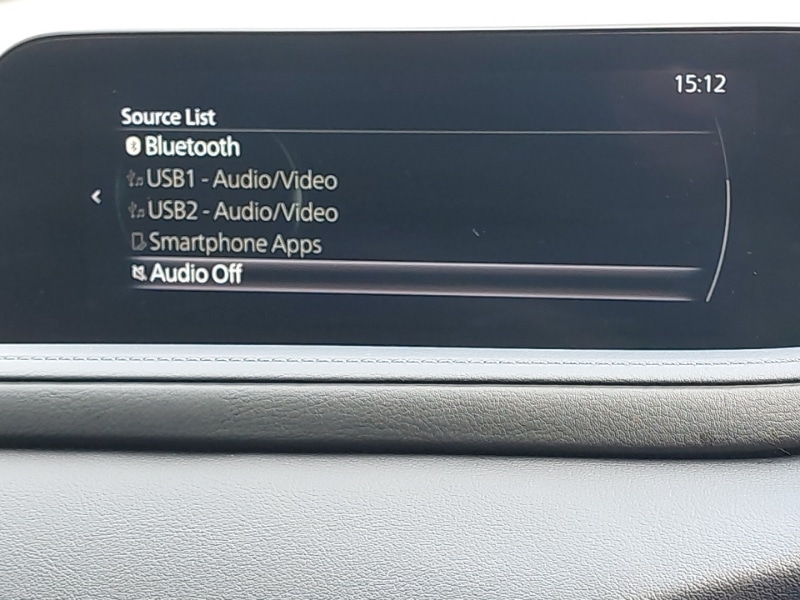 15:12
Source List
Bluetooth
USB1 - Audio/Video
USB2 - Audio/Video
Smartphone Apps
Audio Off